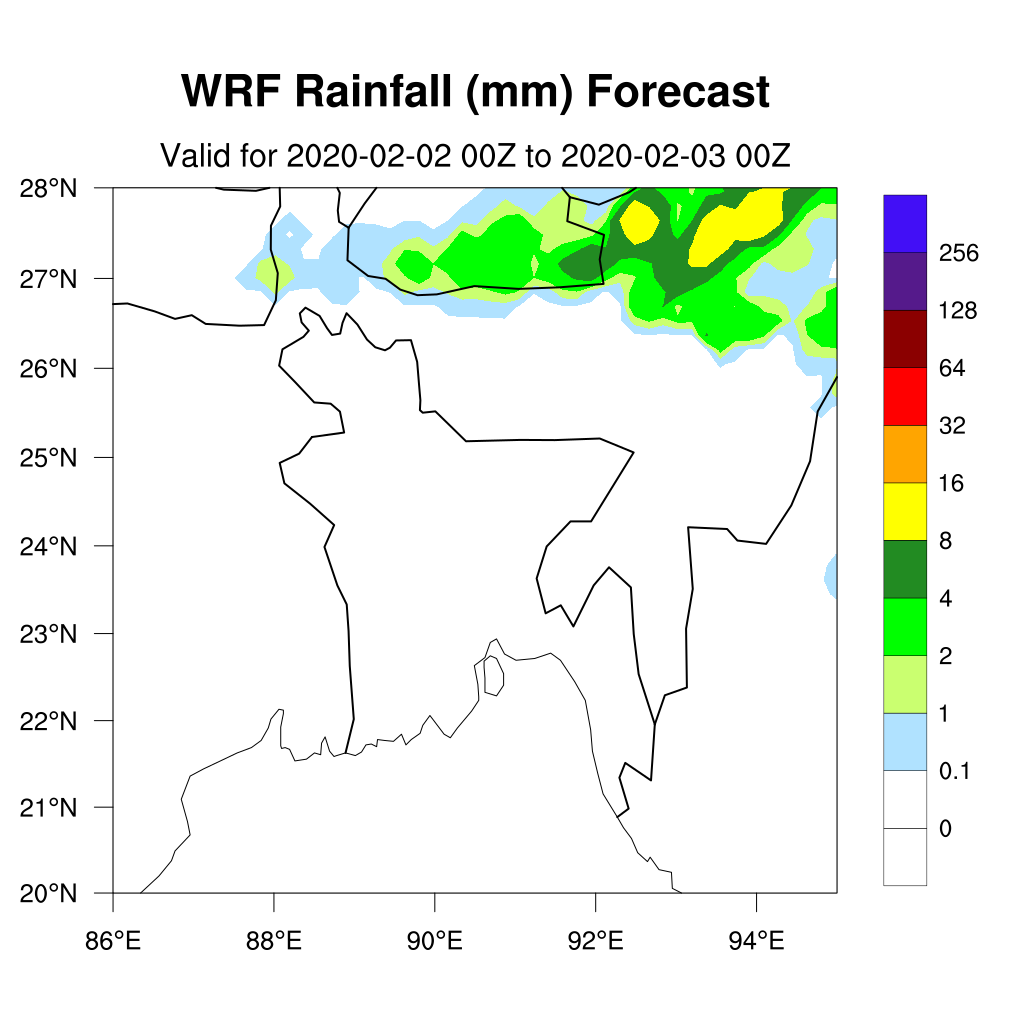 WRF Rainfall (mm) Forecast
Valid for 2020-02-02 00Z to 2020-02-03 00Z
28°N
27°N
26°N
25°N
24°N
23°N
22°N
21°N
20°N
86°E 88°E 90°E 92°E 94°E
256
128
64
32
16
8
4
2
1
0.1
0